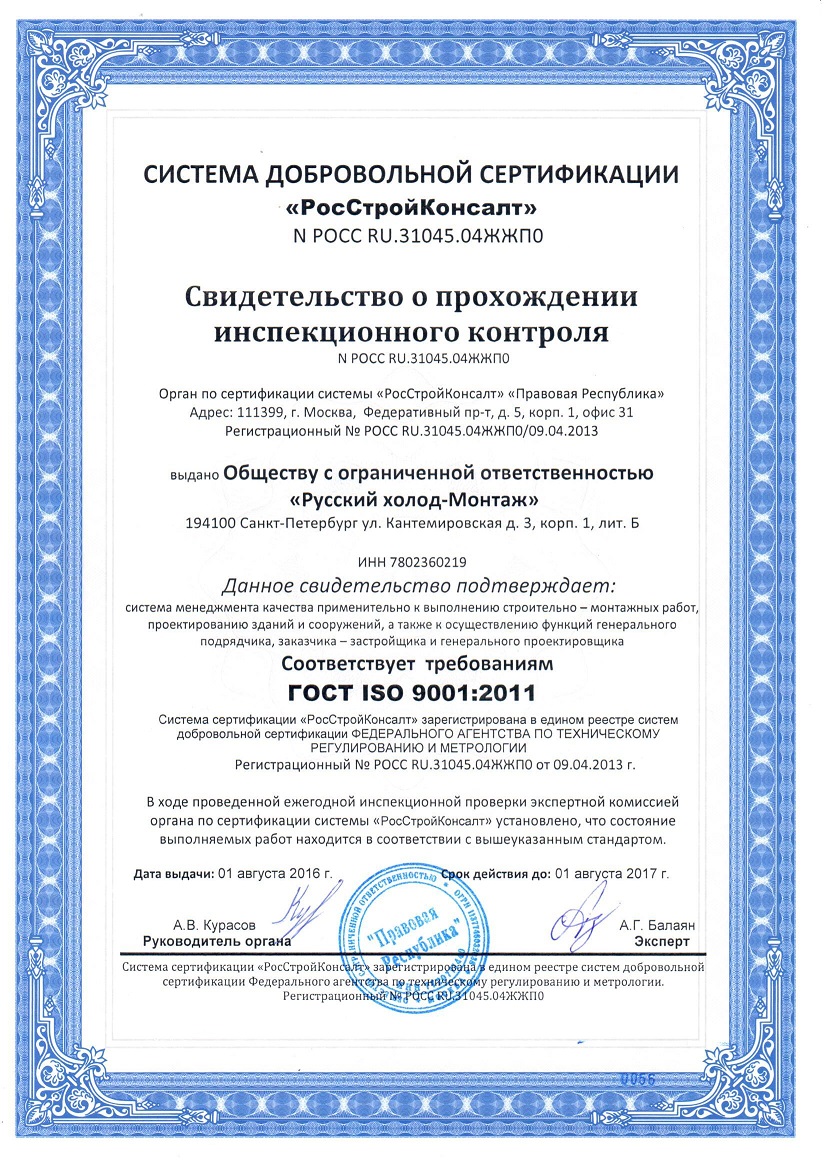 СИСТЕМА ДОБРОВОЛЬНОЙ СЕРТИФИКАЦИИ
«РосСтройКонсалт»
N РОСС RU.31045.04ЖЖП0
Свидетельство о прохождении
инспекционного контроля
N РОСС RU.31045.04ЖЖП0
Орган по сертификации системы «РосСтройКонсалт» «Правовая Республика»
Адрес: 111399, г. Москва, Федеративный пр-т, д. 5, корп. 1, офис 31
Регистрационный № РОСС RU.31045.04ЖЖП0/09.04.2013
выдано Обществу с ограниченной ответственностью
«Русский холод-Монтаж»
194100 Санкт-Петербург ул. Кантемировская д. 3, корп. 1, лит. Б
ИНН 7802360219
Данное свидетельство подтверждает:
система менеджмента качества применительно к выполнению строительно – монтажных работ,
проектированию зданий и сооружений, а также к осуществлению функций генерального
подрядчика, заказчика – застройщика и генерального проектировщика
Соответствует требованиям
ГОСТ ISO 9001:2011
Система сертификации «РосСтройКонсалт» зарегистрирована в едином реестре систем
добровольной сертификации ФЕДЕРАЛЬНОГО АГЕНТСТВА ПО ТЕХНИЧЕСКОМУ
РЕГУЛИРОВАНИЮ И МЕТРОЛОГИИ
Регистрационный № РОСС RU.31045.04ЖЖП0 от 09.04.2013 г.
В ходе проведенной ежегодной инспекционной проверки экспертной комиссией
органа по сертификации системы «РосСтройКонсалт» установлено, что состояние
выполняемых работ находится в соответствии с вышеуказанным стандартом.
Дата выдачи: 01 августа 2016 г. Срок действия до: 01 августа 2017 г.
А.В. Курасов А.Г. Балаян
Руководитель органа Эксперт
"Правовая
Республика"
Система сертификации «РосСтройКонсалт» зарегистрирована в едином реестре систем добровольной
сертификации Федерального агентства по техническому регулированию и метрологии.
Регистрационный № РОСС RU.31045.04ЖЖП0
0056